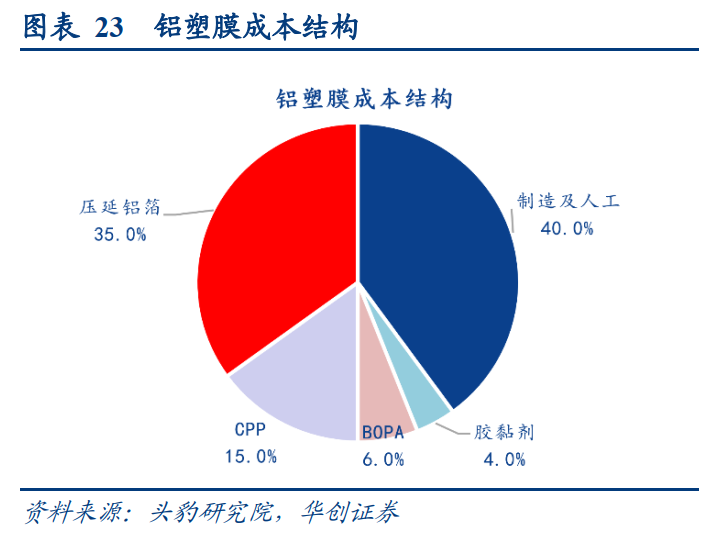 图表 23 铝塑膜成本结构
铝塑膜成本结构
压延铝箔
35.0%
制造及人工
40.0%
CPP
15.0%
BOPA
6.0%
胶黏剂
4.0%
资料来源：头豹研究院，华创证券